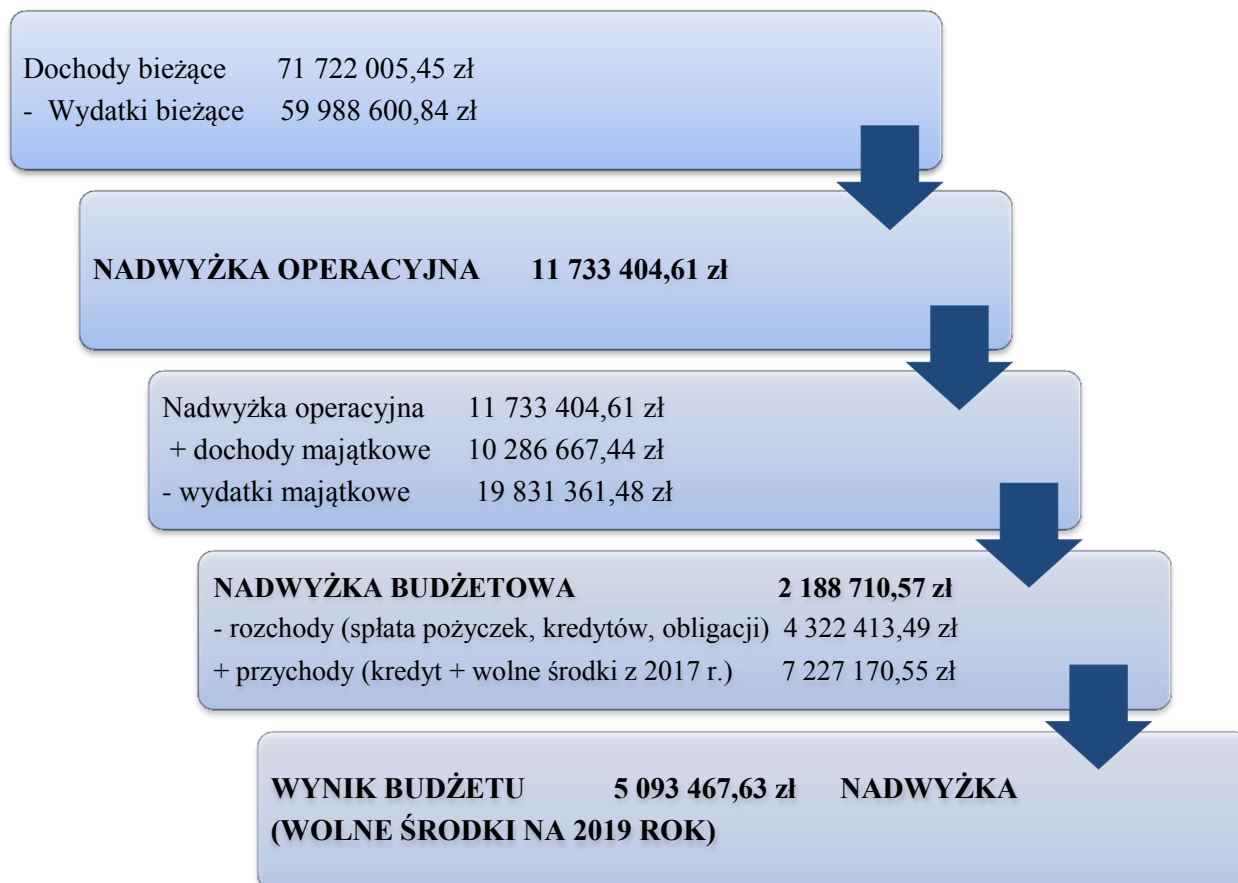 Dochody bieżące 71 722 005,45 zł
- Wydatki bieżące 59 988 600,84 zł
NADWYŻKA OPERACYJNA 11 733 404,61 zł
Nadwyżka operacyjna 11 733 404,61 zł
+ dochody majątkowe 10 286 667,44 zł
- wydatki majątkowe 19 831 361,48 zł
NADWYŻKA BUDŻETOWA 2 188 710,57 zł
- rozchody (spłata pożyczek, kredytów, obligacji) 4 322 413,49 zł
+ przychody (kredyt + wolne środki z 2017 r.) 7 227 170,55 zł
WYNIK BUDŻETU 5 093 467,63 zł NADWYŻKA
(WOLNE ŚRODKI NA 2019 ROK)